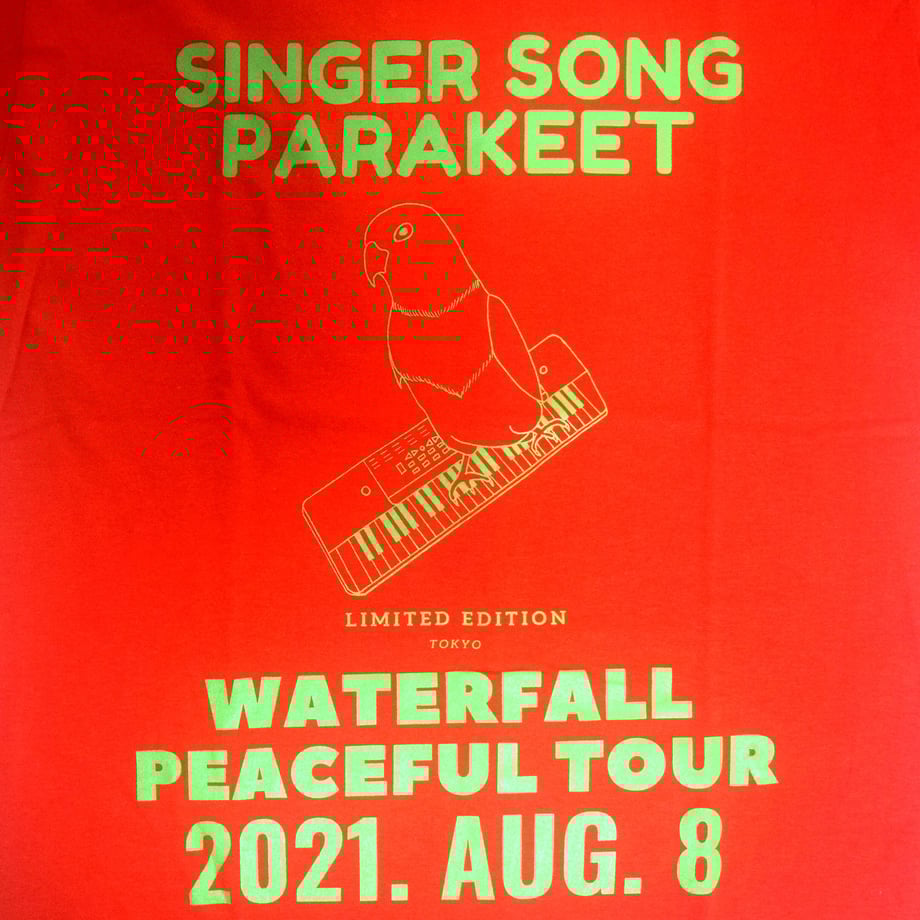 SINGER SONG
PARAKEET
LIMITED EDITION
TOKYO
WATERFALL
PEACEFUL TOUR
2021. AUG. 8